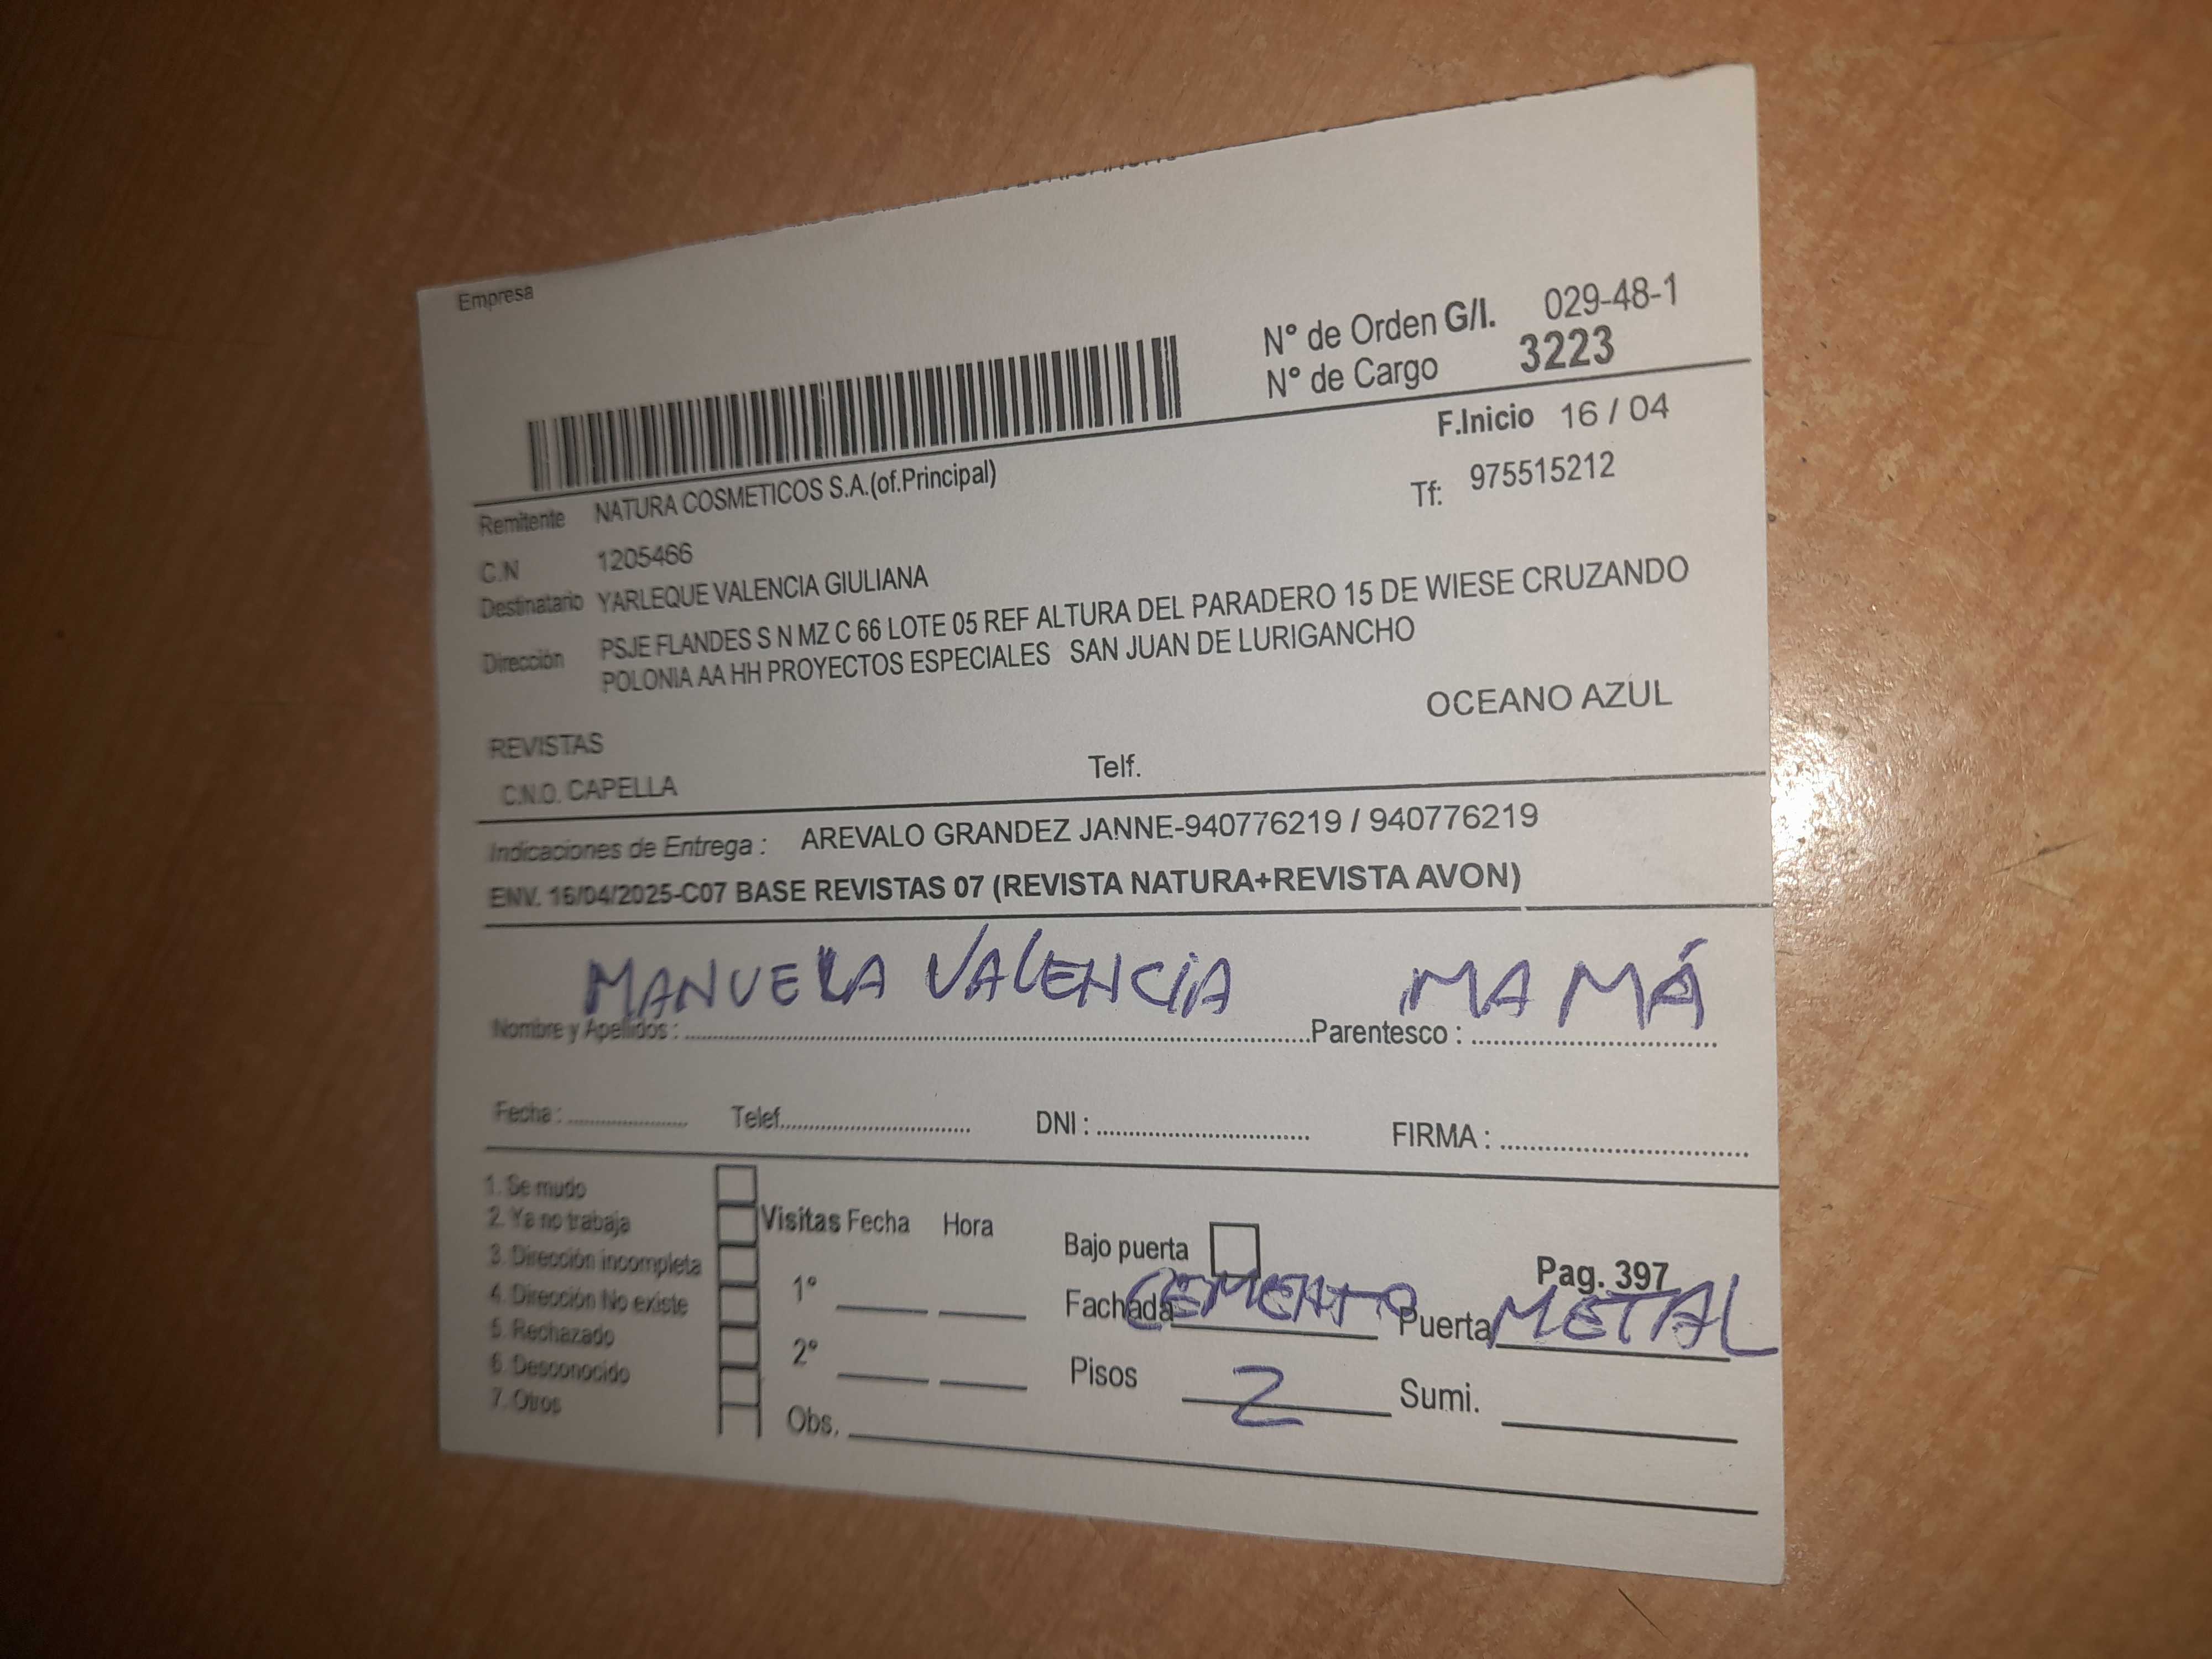 Empresa
N° de Orden G/I. 029-48-1
N° de Cargo 3223
F.Inicio 16 / 04
Remitente NATURA COSMETICOS S.A.(of.Principal)
Tf: 975515212
C.N 1205466
Destinatario YARLEQUE VALENCIA GIULIANA
Dirección PSJE FLANDES S N MZ C 66 LOTE 05 REF ALTURA DEL PARADERO 15 DE WIESE CRUZANDO
POLONIA AA HH PROYECTOS ESPECIALES SAN JUAN DE LURIGANCHO
OCEANO AZUL
REVISTAS
C.N.O. CAPELLA Telf.
Indicaciones de Entrega : AREVALO GRANDEZ JANNE-940776219 / 940776219
ENV. 16/04/2025-C07 BASE REVISTAS 07 (REVISTA NATURA+REVISTA AVON)
MANUELA VALENCIA MAMÁ
Nombre y Apellidos : Parentesco :
Fecha : Telef. DNI : FIRMA :
1. Se mudo
2. Ya no trabaja
3. Dirección incompleta
4. Dirección No existe
5. Rechazado
6. Desconocido
7. Otros
Visitas Fecha Hora
1°
2°
Obs.
Bajo puerta Pag. 397
Fachada CEMENTO Puerta METAL
Pisos 2 Sumi.